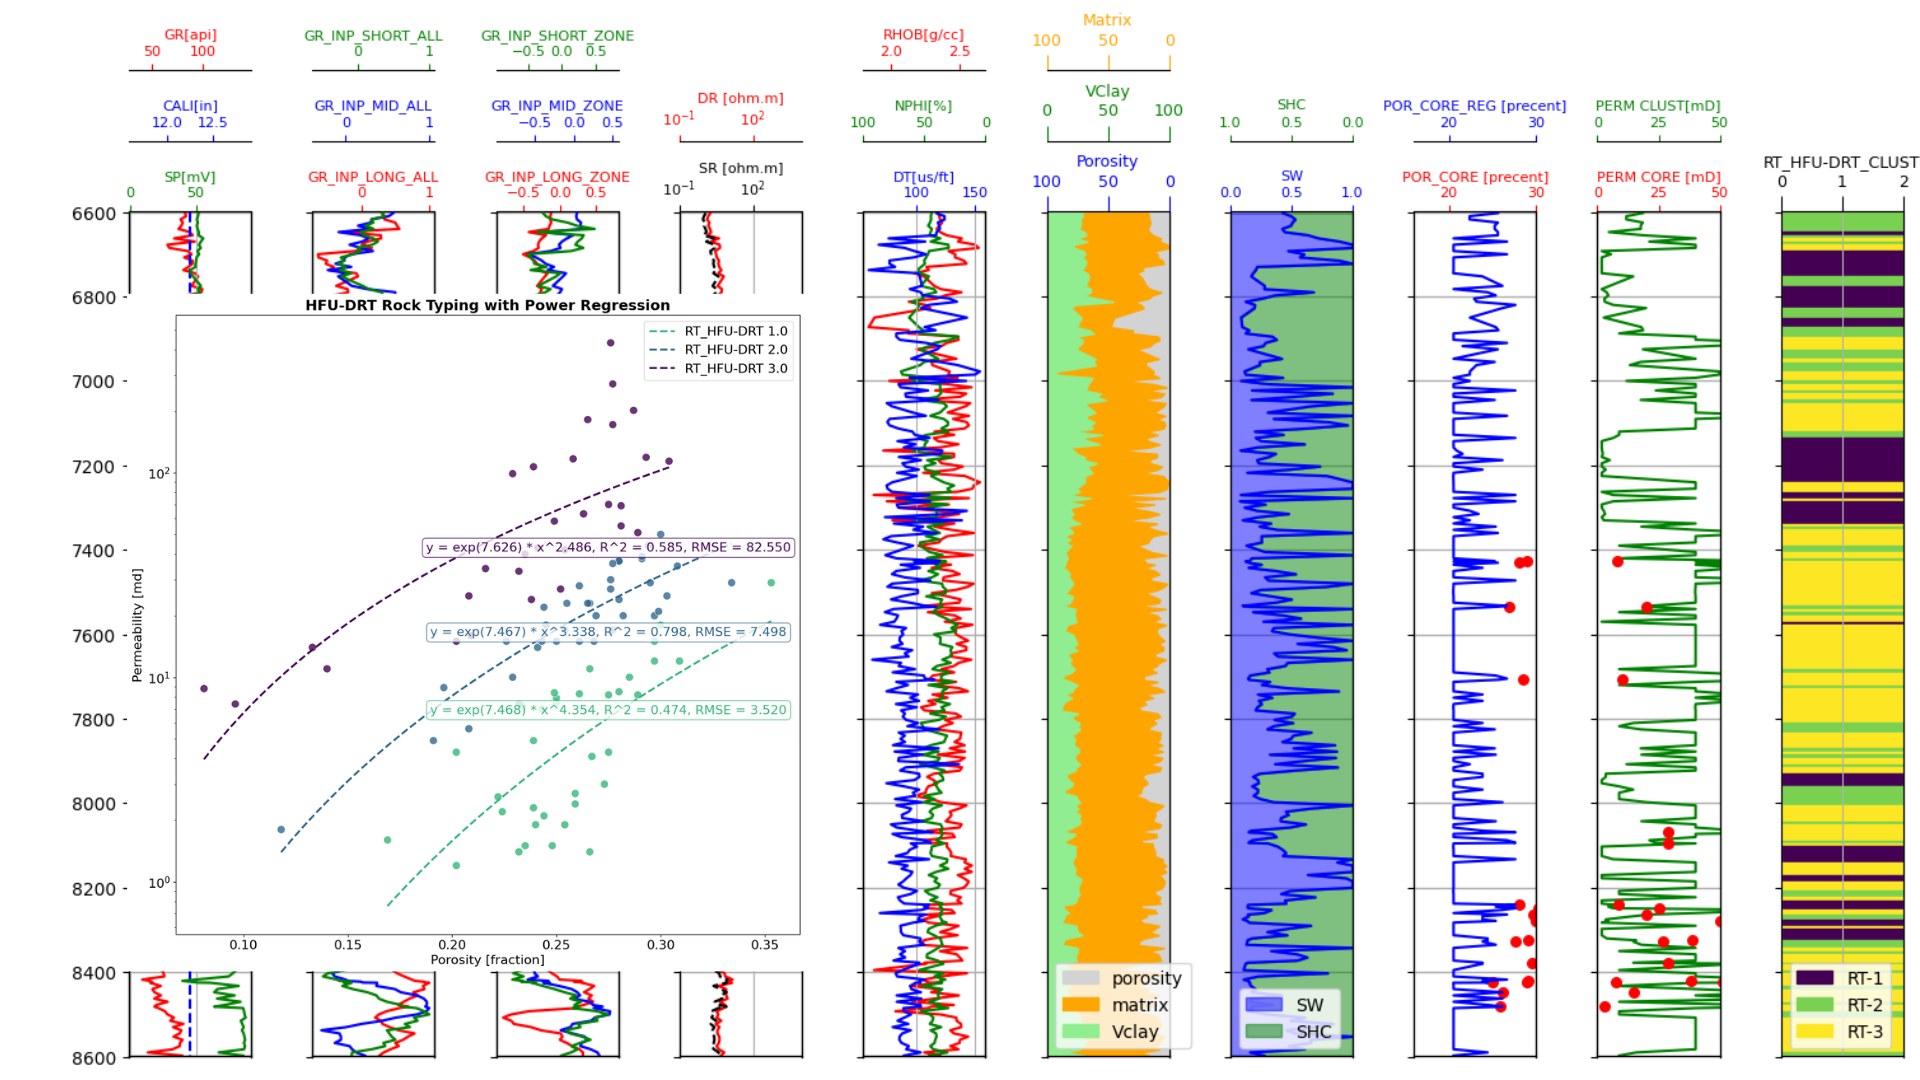 Matrix
100 50 0
GR[api]
50 100
GR_INP_SHORT_ALL
0 1
GR_INP_SHORT_ZONE
−0.5 0.0 0.5
RHOB[g/cc]
2.0 2.5
VClay
0 50 100
CALI[in]
12.0 12.5
GR_INP_MID_ALL
0 1
GR_INP_MID_ZONE
−0.5 0.0 0.5
DR [ohm.m]
10⁻¹ 10²
NPHI[%]
100 50 0
SHC
1.0 0.5 0.0
POR_CORE_REG [precent]
20 30
PERM CLUST[mD]
0 25 50
SP[mV]
0 50
GR_INP_LONG_ALL
0 1
GR_INP_LONG_ZONE
−0.5 0.0 0.5
SR [ohm.m]
10⁻¹ 10²
DT[us/ft]
100 150
Porosity
100 50 0
SW
0.0 0.5 1.0
POR_CORE [precent]
20 30
PERM CORE [mD]
0 25 50
RT_HFU-DRT_CLUST
0 1 2
6600
6800
7000
7200
7400
7600
7800
8000
8200
8400
8600
HFU-DRT Rock Typing with Power Regression
RT_HFU-DRT 1.0
RT_HFU-DRT 2.0
RT_HFU-DRT 3.0
Permeability [md]
10²
10¹
10⁰
y = exp(7.626) * x^2.486, R^2 = 0.585, RMSE = 82.550
y = exp(7.467) * x^3.338, R^2 = 0.798, RMSE = 7.498
y = exp(7.468) * x^4.354, R^2 = 0.474, RMSE = 3.520
0.10 0.15 0.20 0.25 0.30 0.35
Porosity [fraction]
porosity
matrix
Vclay
SW
SHC
RT-1
RT-2
RT-3